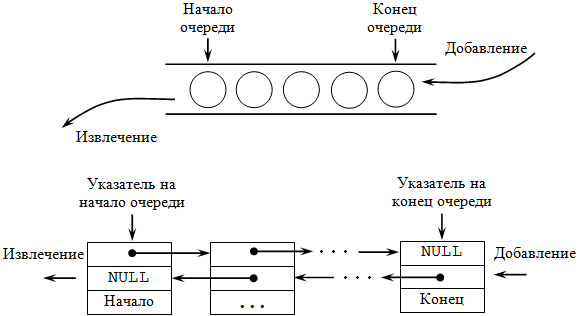 Начало
очереди
Конец
очереди
Добавление
Извлечение
Указатель на
начало очереди
Указатель на
конец очереди
Извлечение
NULL
Добавление
NULL
Начало
...
Конец